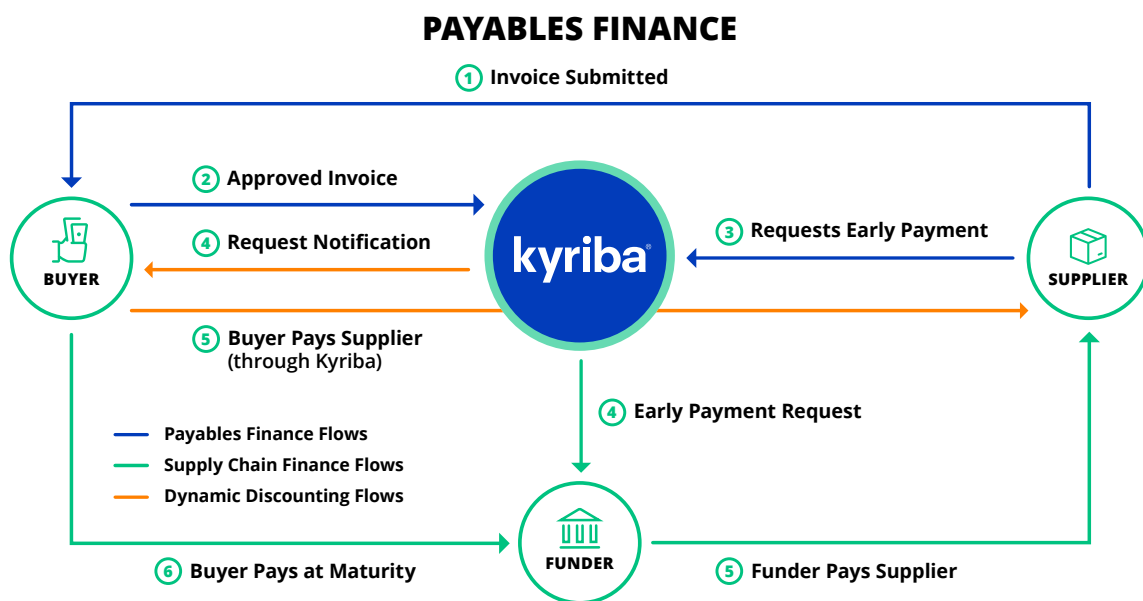 PAYABLES FINANCE
1 Invoice Submitted
2 Approved Invoice
3 Requests Early Payment
4 Request Notification
kyriba®
BUYER
SUPPLIER
5 Buyer Pays Supplier
(through Kyriba)
4 Early Payment Request
Payables Finance Flows
Supply Chain Finance Flows
Dynamic Discounting Flows
FUNDER
6 Buyer Pays at Maturity
5 Funder Pays Supplier